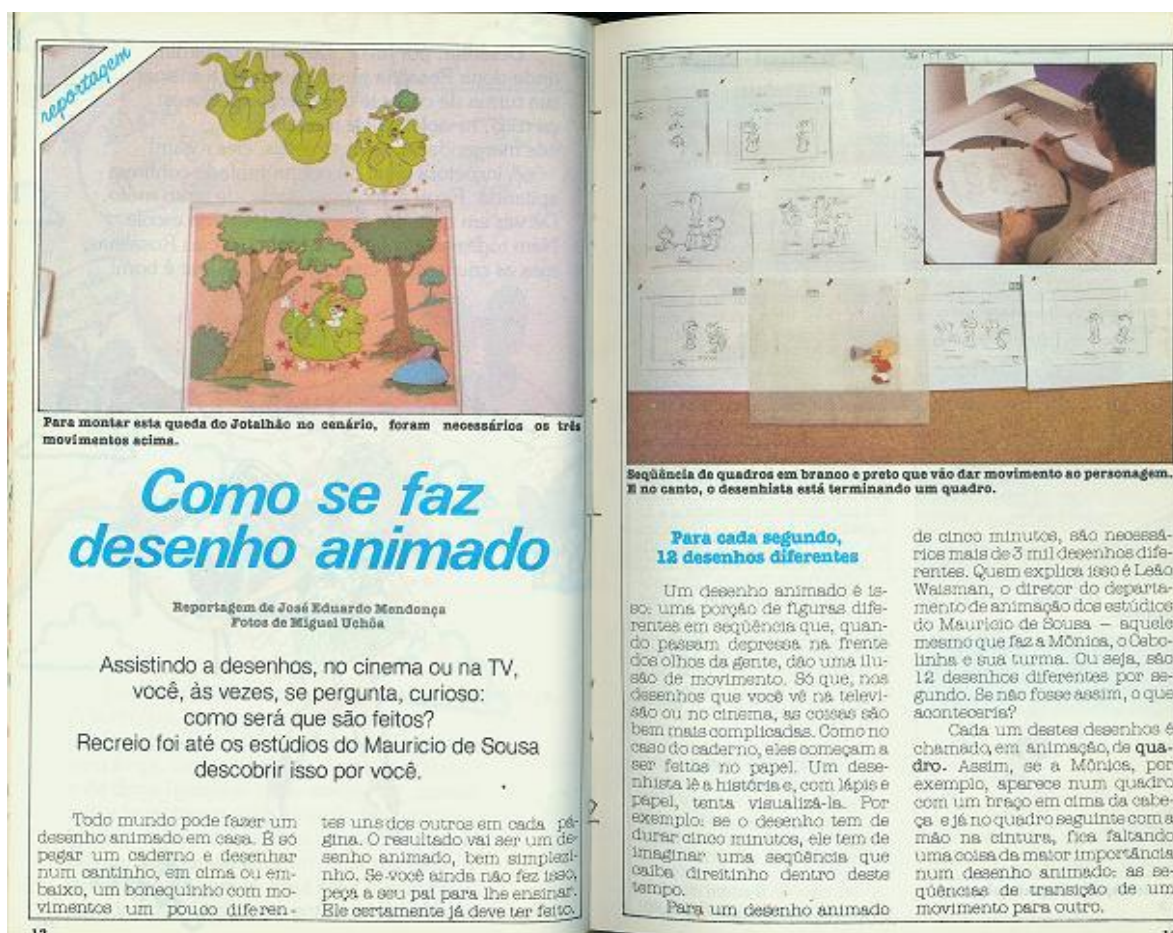 reportagem
Para montar esta queda do Jotalhão no cenário, foram necessários os três
movimentos acima.
Como se faz
desenho animado
Reportagem de José Eduardo Mendonça
Fotos de Miguel Uchôa
Assistindo a desenhos, no cinema ou na TV,
você, às vezes, se pergunta, curioso:
como será que são feitos?
Recreio foi até os estúdios do Mauricio de Sousa
descobrir isso por você.
Todo mundo pode fazer um
desenho animado em casa. É só
pegar um caderno e desenhar
num cantinho, em cima ou em-
baixo, um bonequinho com mo-
vimentos um pouco diferen-
tes uns dos outros em cada pá-
gina. O resultado vai ser um de-
senho animado, bem simplezi-
nho. Se você ainda não fez isso,
peça a seu pai para lhe ensinar.
Ele certamente já deve ter feito.
Seqüência de quadros em branco e preto que vão dar movimento ao personagem.
E no canto, o desenhista está terminando um quadro.
Para cada segundo,
12 desenhos diferentes
Um desenho animado é is-
so: uma porção de figuras dife-
rentes em seqüência que, quan-
do passam depressa na frente
dos olhos da gente, dão uma ilu-
são de movimento. Só que, nos
desenhos que você vê na televi-
são ou no cinema, as coisas são
bem mais complicadas. Como no
caso do caderno, eles começam a
ser feitos no papel. Um dese-
nhista lê a história e, com lápis e
papel, tenta visualizá-la. Por
exemplo: se o desenho tem de
durar cinco minutos, ele tem de
imaginar uma seqüência que
caiba direitinho dentro deste
tempo.
Para um desenho animado
de cinco minutos, são necessá-
rios mais de 3 mil desenhos dife-
rentes. Quem explica isso é Leão
Waisman, o diretor do departa-
mento de animação dos estúdios
do Mauricio de Sousa — aquele
mesmo que faz a Mônica, o Cebo-
linha e sua turma. Ou seja, são
12 desenhos diferentes por se-
gundo. Se não fosse assim, o que
aconteceria?
Cada um destes desenhos é
chamado, em animação, de quadro.
Assim, se a Mônica, por
exemplo, aparece num quadro
com um braço em cima da cabe-
ça e já no quadro seguinte com a
mão na cintura, fica faltando
uma coisa da maior importância
num desenho animado: as se-
qüências de transição de um
movimento para outro.